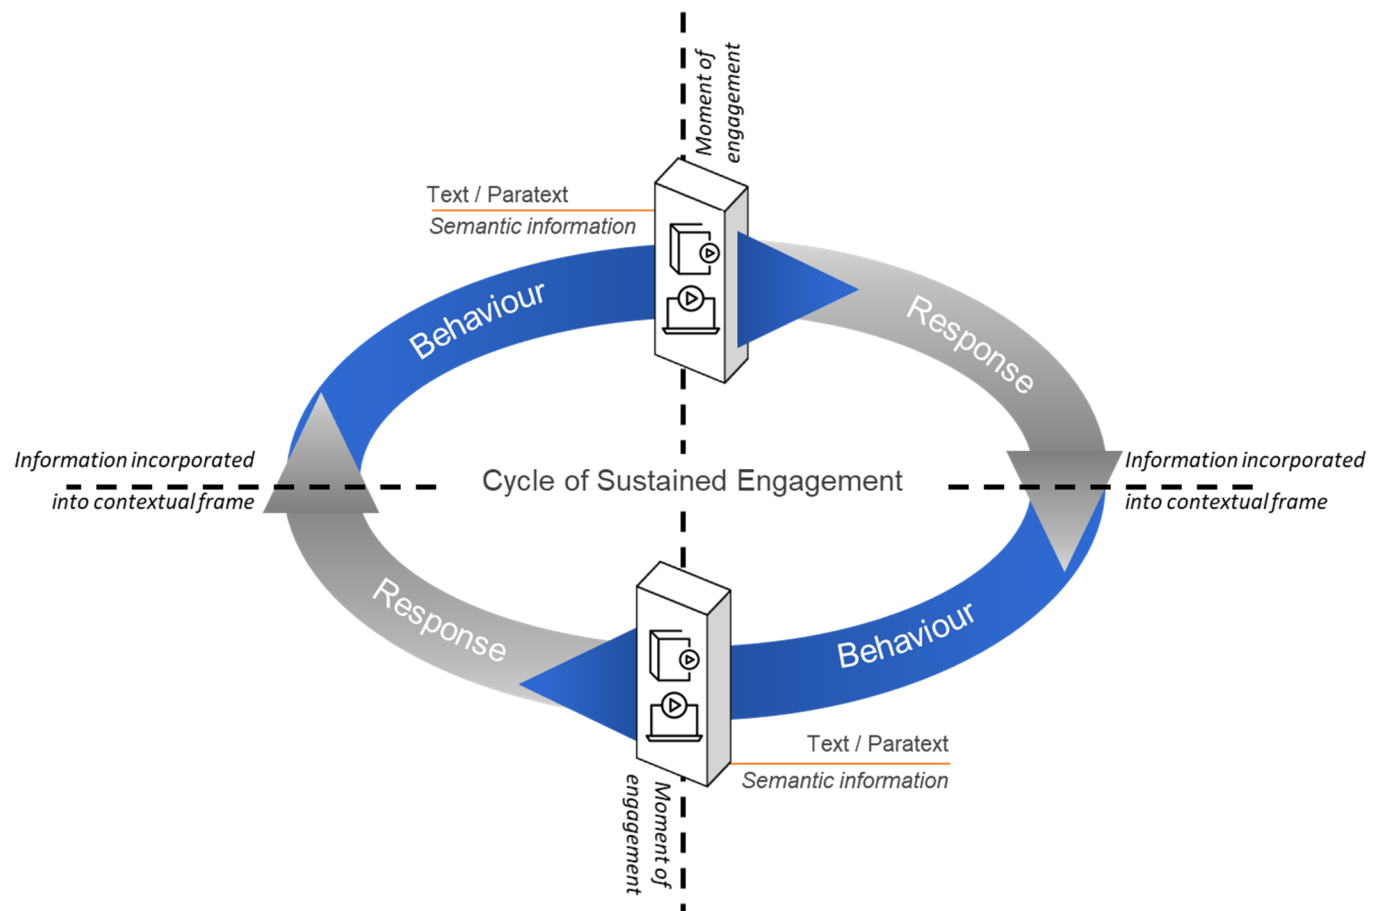 Moment of
engagement
Text / Paratext
Semantic information
Behaviour
Response
Information incorporated
into contextual frame
Cycle of Sustained Engagement
Information incorporated
into contextual frame
Response
Behaviour
Text / Paratext
Semantic information
Moment of
engagement